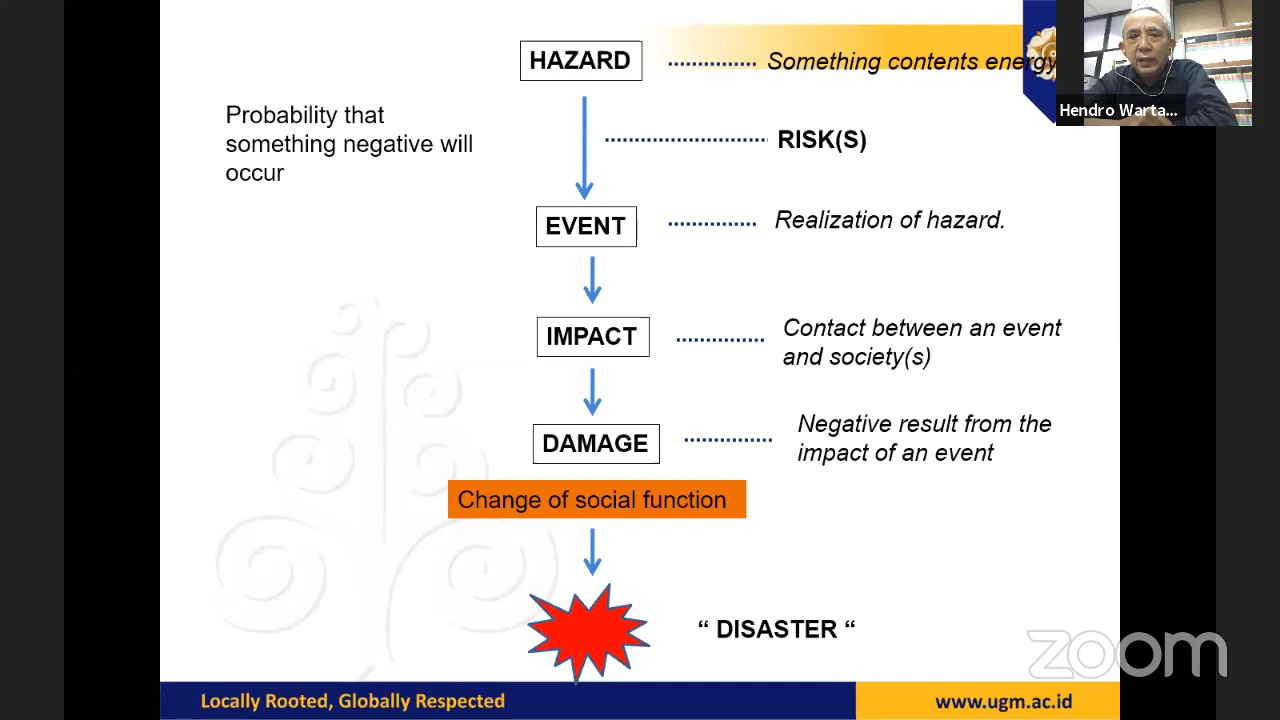 HAZARD
Something contents energy
Hendro Warta...
Probability that
something negative will
occur
RISK(S)
EVENT
Realization of hazard.
IMPACT
Contact between an event
and society(s)
DAMAGE
Negative result from the
impact of an event
Change of social function
“ DISASTER “
zoom
Locally Rooted, Globally Respected
www.ugm.ac.id